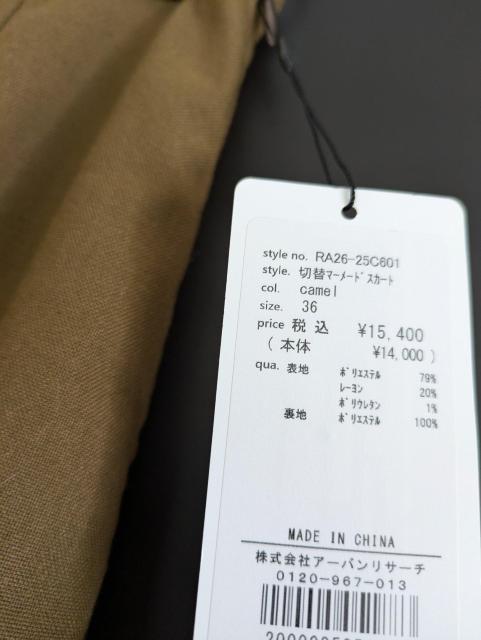 style no. RA26-25C601
style. 切替ﾏｰﾒｰﾄﾞｽｶｰﾄ
col. camel
size. 36
price 税込 ¥15,400
(本体 ¥14,000)
qua. 表地 ﾎﾟﾘｴｽﾃﾙ 79%
ﾚｰﾖﾝ 20%
ﾎﾟﾘｳﾚﾀﾝ 1%
裏地 ﾎﾟﾘｴｽﾃﾙ 100%
MADE IN CHINA
株式会社アーバンリサーチ
0120-967-013